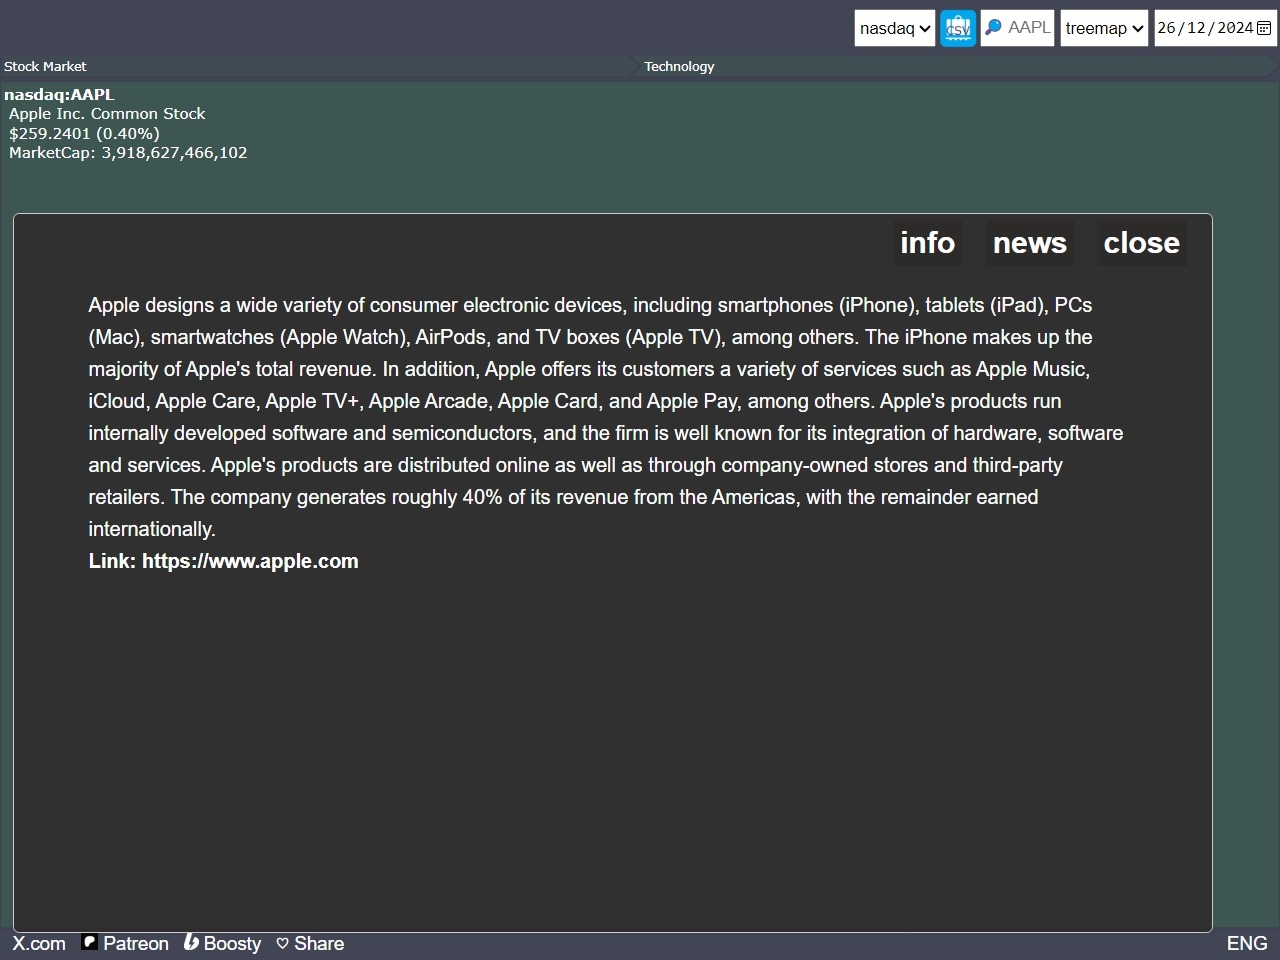 nasdaq CSV AAPL treemap 26/12/2024
Stock Market Technology
nasdaq:AAPL
Apple Inc. Common Stock
$259.2401 (0.40%)
MarketCap: 3,918,627,466,102
info news close
Apple designs a wide variety of consumer electronic devices, including smartphones (iPhone), tablets (iPad), PCs
(Mac), smartwatches (Apple Watch), AirPods, and TV boxes (Apple TV), among others. The iPhone makes up the
majority of Apple's total revenue. In addition, Apple offers its customers a variety of services such as Apple Music,
iCloud, Apple Care, Apple TV+, Apple Arcade, Apple Card, and Apple Pay, among others. Apple's products run
internally developed software and semiconductors, and the firm is well known for its integration of hardware, software
and services. Apple's products are distributed online as well as through company-owned stores and third-party
retailers. The company generates roughly 40% of its revenue from the Americas, with the remainder earned
internationally.
Link: https://www.apple.com
X.com Patreon Boosty Share ENG